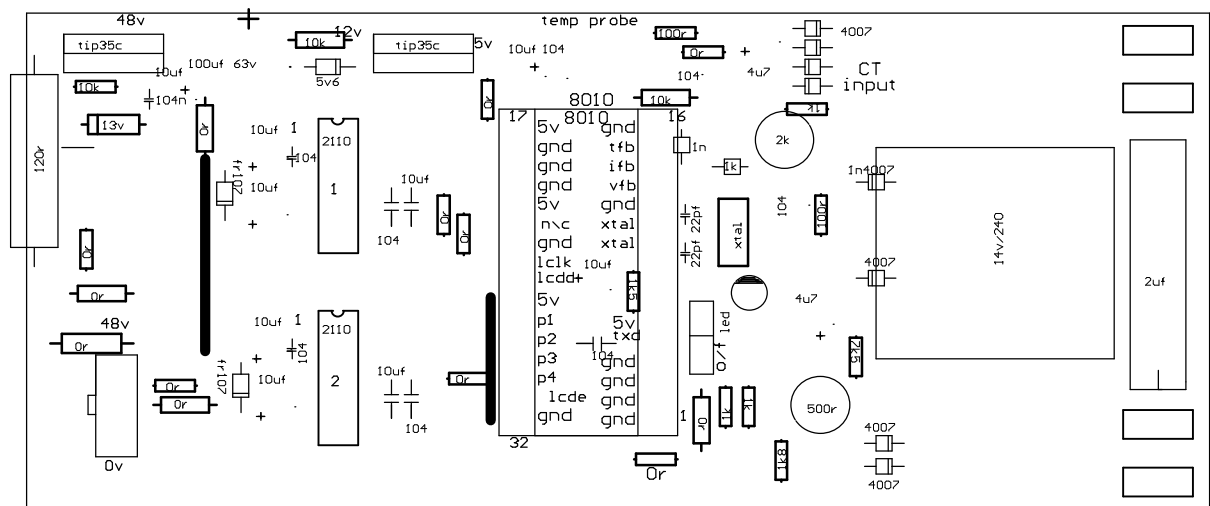 48v
temp probe
tip35c
10k
12v
tip35c
5v
10uf 104
100r
0r
4007
10uf
100uf 63v
5v6
104
4u7
CT
input
10k
104n
0r
8010
10k
1k
13v
0r
17
8010
16
120r
10uf
1
2110
104
5v
gnd
gnd
tfb
1n
2k
gnd
ifb
1k
1n4007
fr107
10uf
1
10uf
gnd
vfb
5v
gnd
104
100r
0r
0r
n\c
xtal
22pf
xtal
14v/240
104
gnd
xtal
22pf
0r
lclk
10uf
4007
lcdd+
1k5
2uf
0r
5v
4u7
48v
10uf
1
2110
p1
5v
led
0r
104
p2
txd
o/f
7k5
p3
104
gnd
fr107
10uf
2
10uf
0r
p4
gnd
0r
0r
104
lcde
gnd
1
0r
1k
1k
500r
gnd
gnd
4007
32
0v
0r
1k8
4007